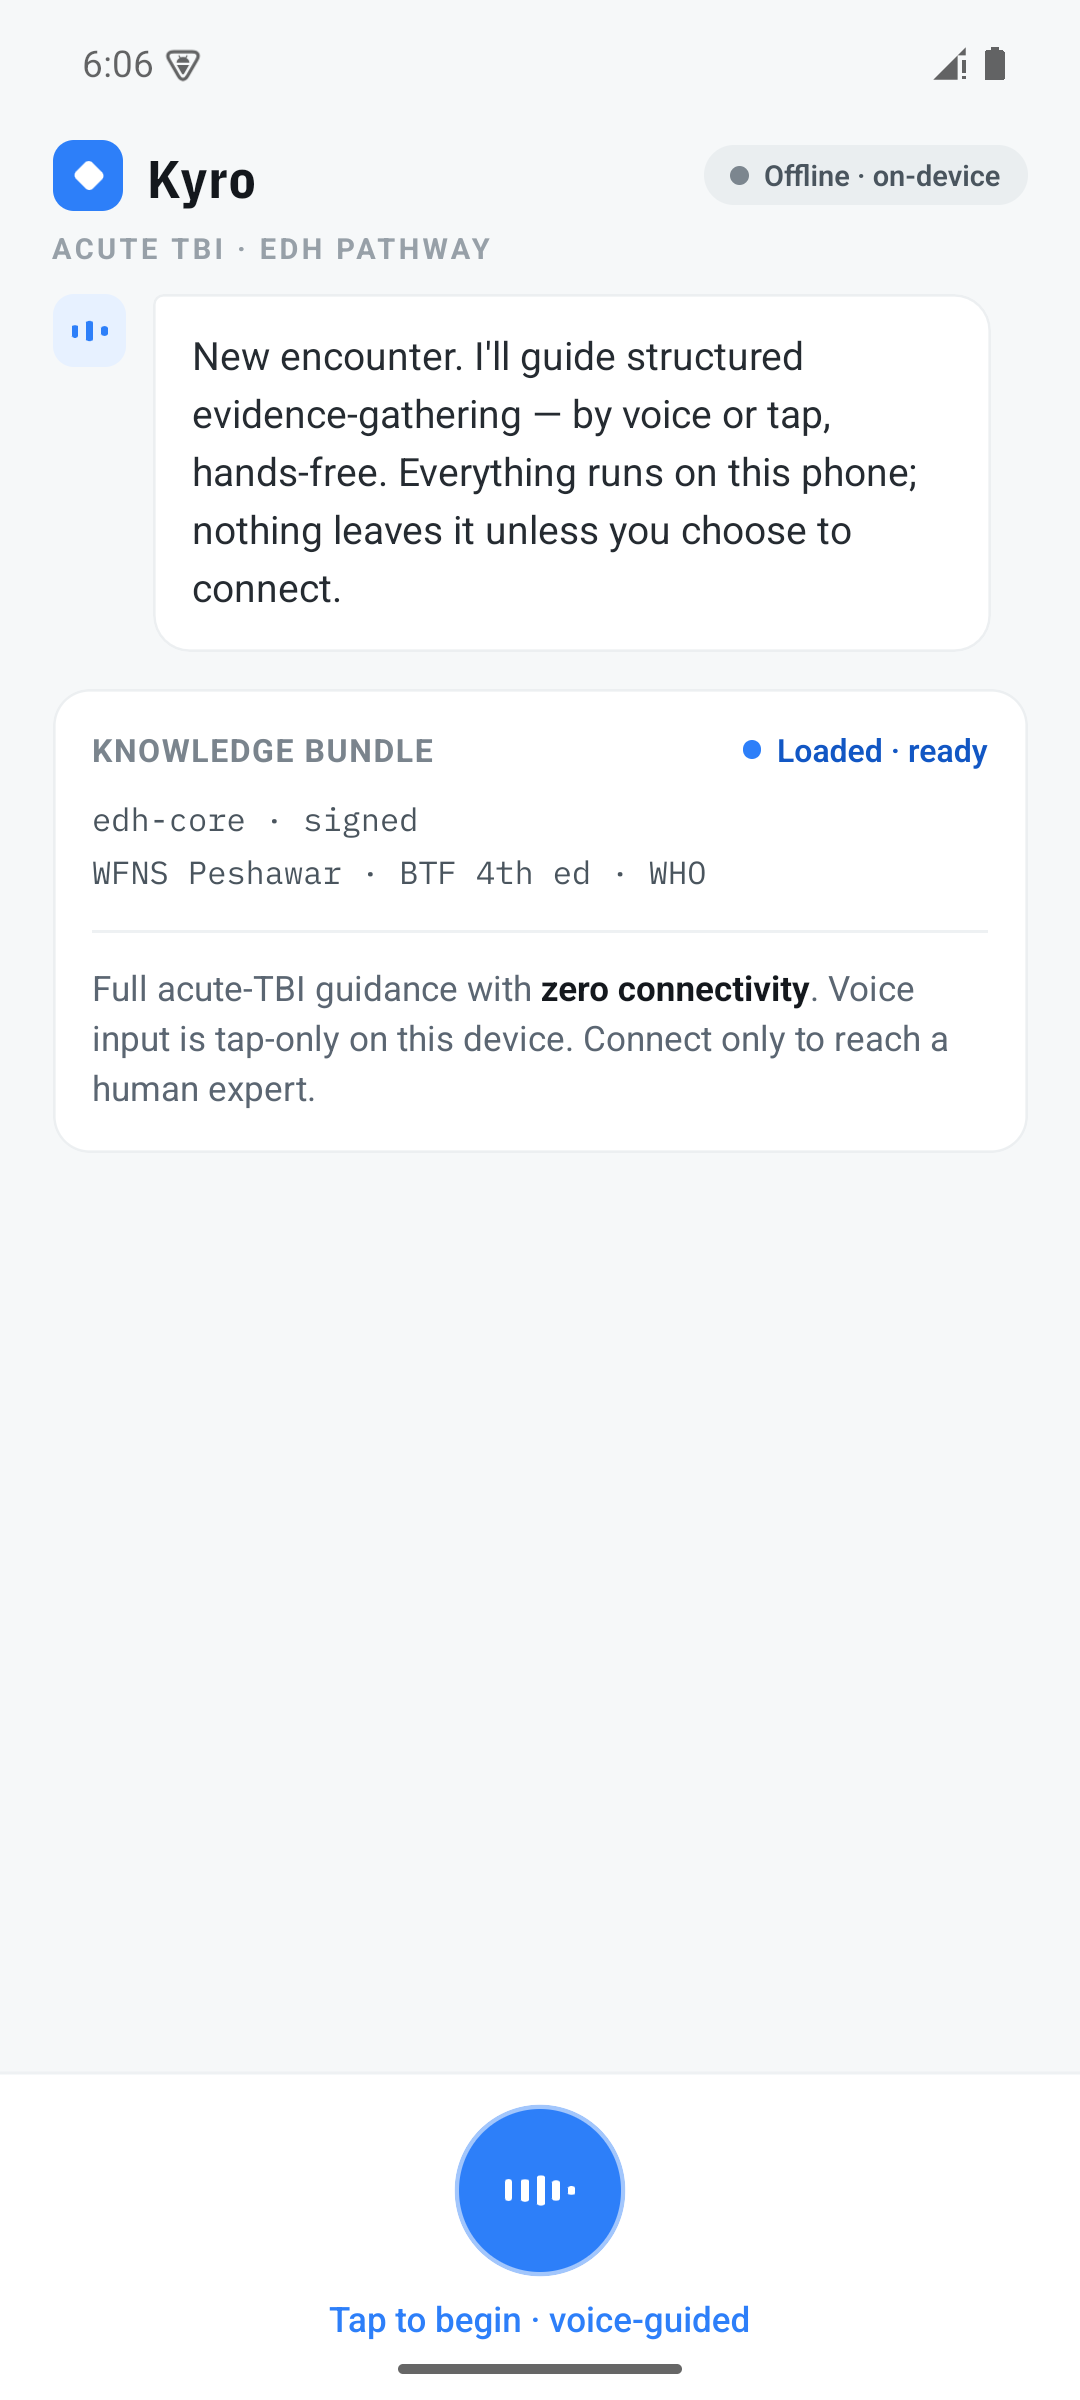 6:06
Kyro
Offline · on-device
ACUTE TBI · EDH PATHWAY
New encounter. I'll guide structured
evidence-gathering — by voice or tap,
hands-free. Everything runs on this phone;
nothing leaves it unless you choose to
connect.
KNOWLEDGE BUNDLE
Loaded · ready
edh-core · signed
WFNS Peshawar · BTF 4th ed · WHO
Full acute-TBI guidance with zero connectivity. Voice
input is tap-only on this device. Connect only to reach a
human expert.
Tap to begin · voice-guided